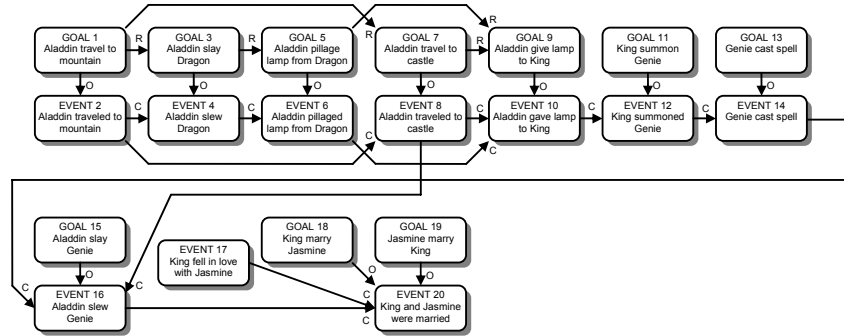 GOAL 1
Aladdin travel to
mountain
R
GOAL 3
Aladdin slay
Dragon
R
GOAL 5
Aladdin pillage
lamp from Dragon
R
GOAL 7
Aladdin travel to
castle
R
R
GOAL 9
Aladdin give lamp
to King
GOAL 11
King summon
Genie
GOAL 13
Genie cast spell
O
O
O
O
O
O
O
EVENT 2
Aladdin traveled to
mountain
C
EVENT 4
Aladdin slew
Dragon
C
EVENT 6
Aladdin pillaged
lamp from Dragon
C
EVENT 8
Aladdin traveled to
castle
C
C
EVENT 10
Aladdin gave lamp
to King
C
EVENT 12
King summoned
Genie
C
EVENT 14
Genie cast spell
GOAL 15
Aladdin slay
Genie
EVENT 17
King fell in love
with Jasmine
GOAL 18
King marry
Jasmine
GOAL 19
Jasmine marry
King
O
O
O
C
EVENT 16
Aladdin slew
Genie
C
C
C
EVENT 20
King and Jasmine
were married